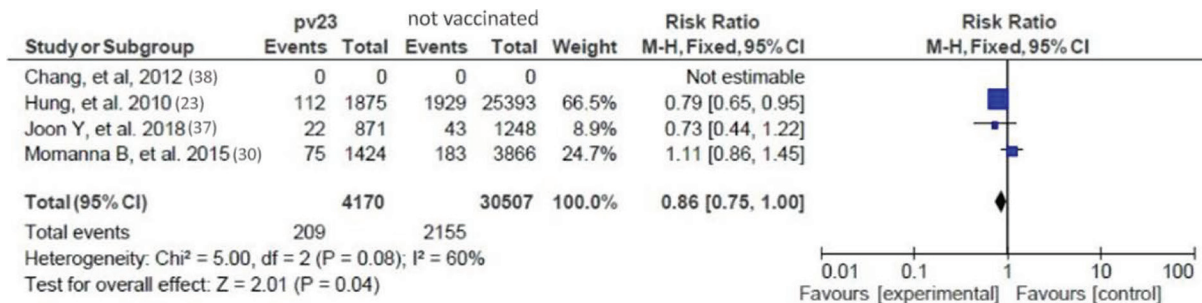 pv23 not vaccinated Risk Ratio Risk Ratio
Study or Subgroup Events Total Events Total Weight M-H, Fixed, 95% CI M-H, Fixed, 95% CI
Chang, et al, 2012 (38) 0 0 0 0 Not estimable
Hung, et al. 2010 (23) 112 1875 1929 25393 66.5% 0.79 [0.65, 0.95]
Joon Y, et al. 2018 (37) 22 871 43 1248 8.9% 0.73 [0.44, 1.22]
Momanna B, et al. 2015 (30) 75 1424 183 3866 24.7% 1.11 [0.86, 1.45]
Total (95% CI) 4170 30507 100.0% 0.86 [0.75, 1.00]
Total events 209 2155
Heterogeneity: Chi² = 5.00, df = 2 (P = 0.08); I² = 60%
Test for overall effect: Z = 2.01 (P = 0.04)
0.01 0.1 1 10 100
Favours [experimental] Favours [control]